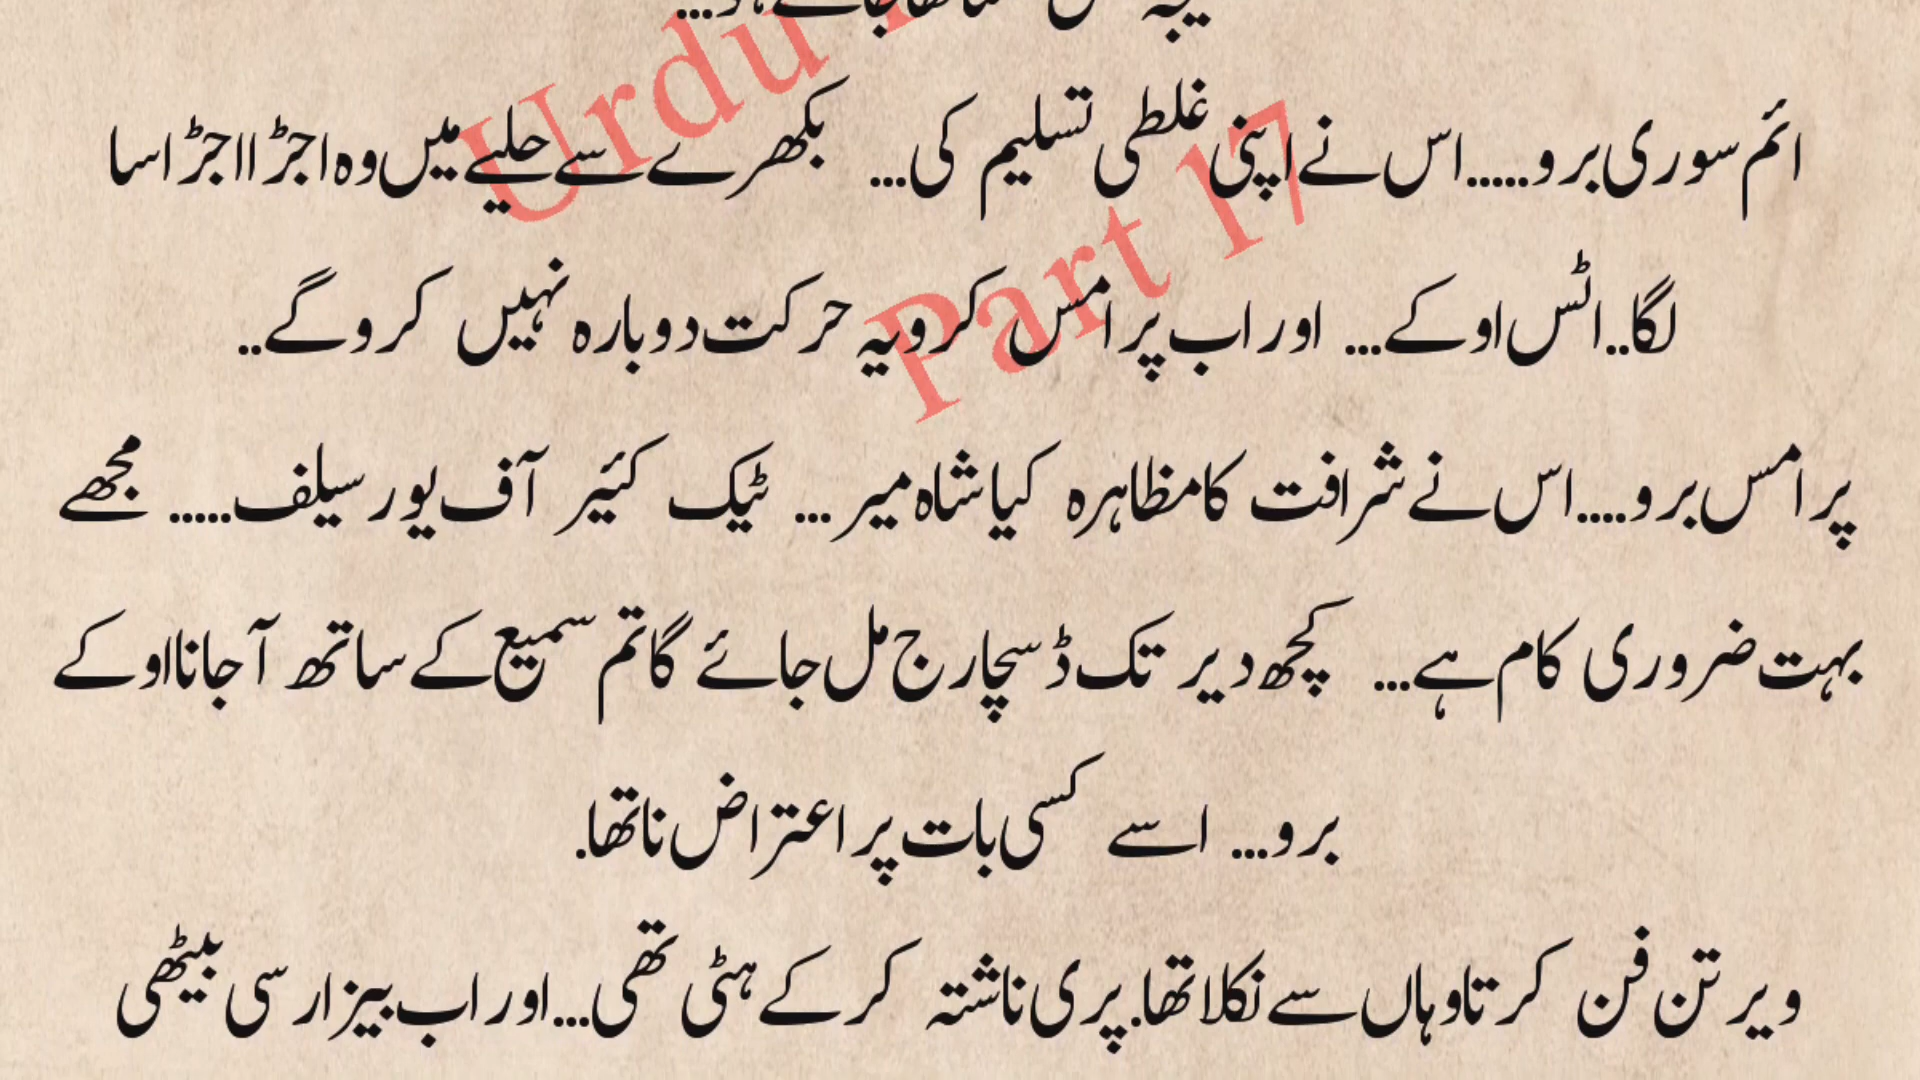 ائم سوری برو.....اس نے اپنی غلطی تسلیم کی... بکھرے سے حلیے میں وہ اجڑا اجڑا سا
لگا..اٹس اوکے... اور اب پرامس کرو یہ حرکت دوبارہ نہیں کرو گے..
پرامس برو....اس نے شرافت کا مظاہرہ کیا شاہ میر... ٹیک کئیر آف یور سیلف..... مجھے
بہت ضروری کام ہے... کچھ دیر تک ڈسچارج مل جائے گا تم سمیع کے ساتھ آ جانا اوکے
برو... اسے کسی بات پر اعتراض نا تھا.
ویر تن فن کرتا وہاں سے نکلا تھا.پری ناشتہ کر کے ہٹی تھی...اور اب بیزار سی بیٹھی
Urdu
Part 17